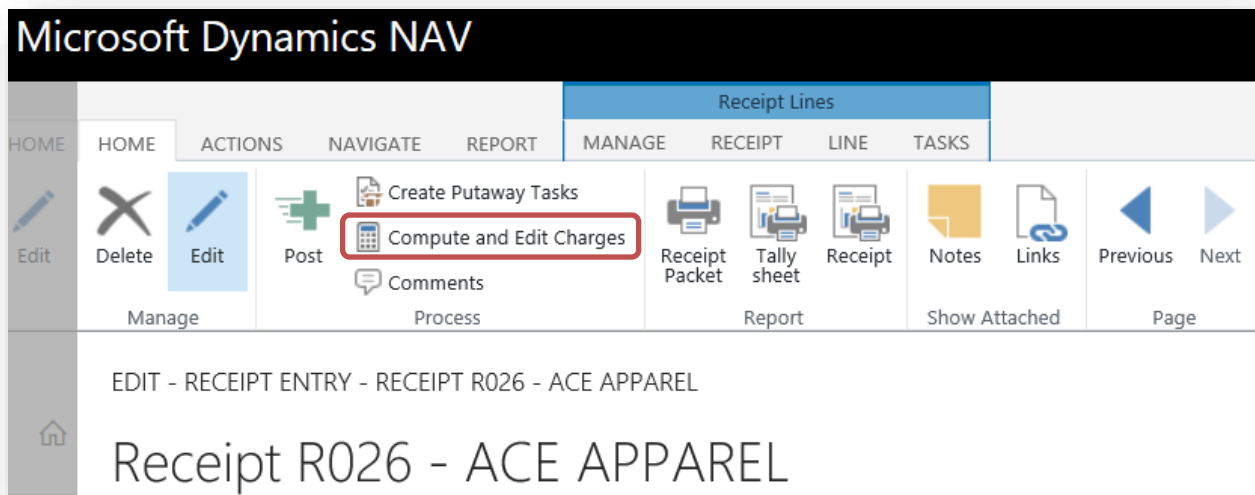 Microsoft Dynamics NAV
Receipt Lines
HOME HOME ACTIONS NAVIGATE REPORT MANAGE RECEIPT LINE TASKS
Create Putaway Tasks
Compute and Edit Charges
Comments
Edit Delete Edit Post Receipt Packet Tally sheet Receipt Notes Links Previous Next
Manage Process Report Show Attached Page
EDIT - RECEIPT ENTRY - RECEIPT R026 - ACE APPAREL
Receipt R026 - ACE APPAREL